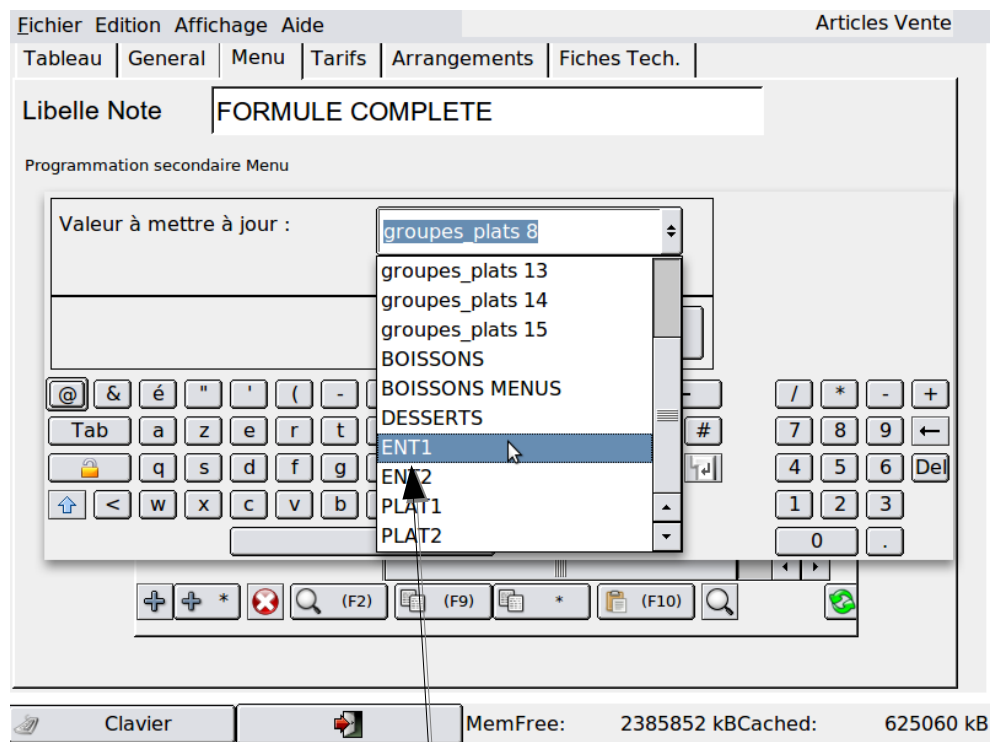 Fichier Edition Affichage Aide Articles Vente
Tableau General Menu Tarifs Arrangements Fiches Tech.
Libelle Note FORMULE COMPLETE
Programmation secondaire Menu
Valeur à mettre à jour : groupes_plats 8
groupes_plats 13
groupes_plats 14
groupes_plats 15
BOISSONS
BOISSONS MENUS
DESSERTS
ENT1
ENT2
PLAT1
PLAT2
@ & é " ' ( - / * - +
Tab a z e r t # 7 8 9 ←
q s d f g 4 5 6 Del
< w x c v b 1 2 3
0 .
* (F2) (F9) * (F10)
Clavier MemFree: 2385852 kBCached: 625060 kB